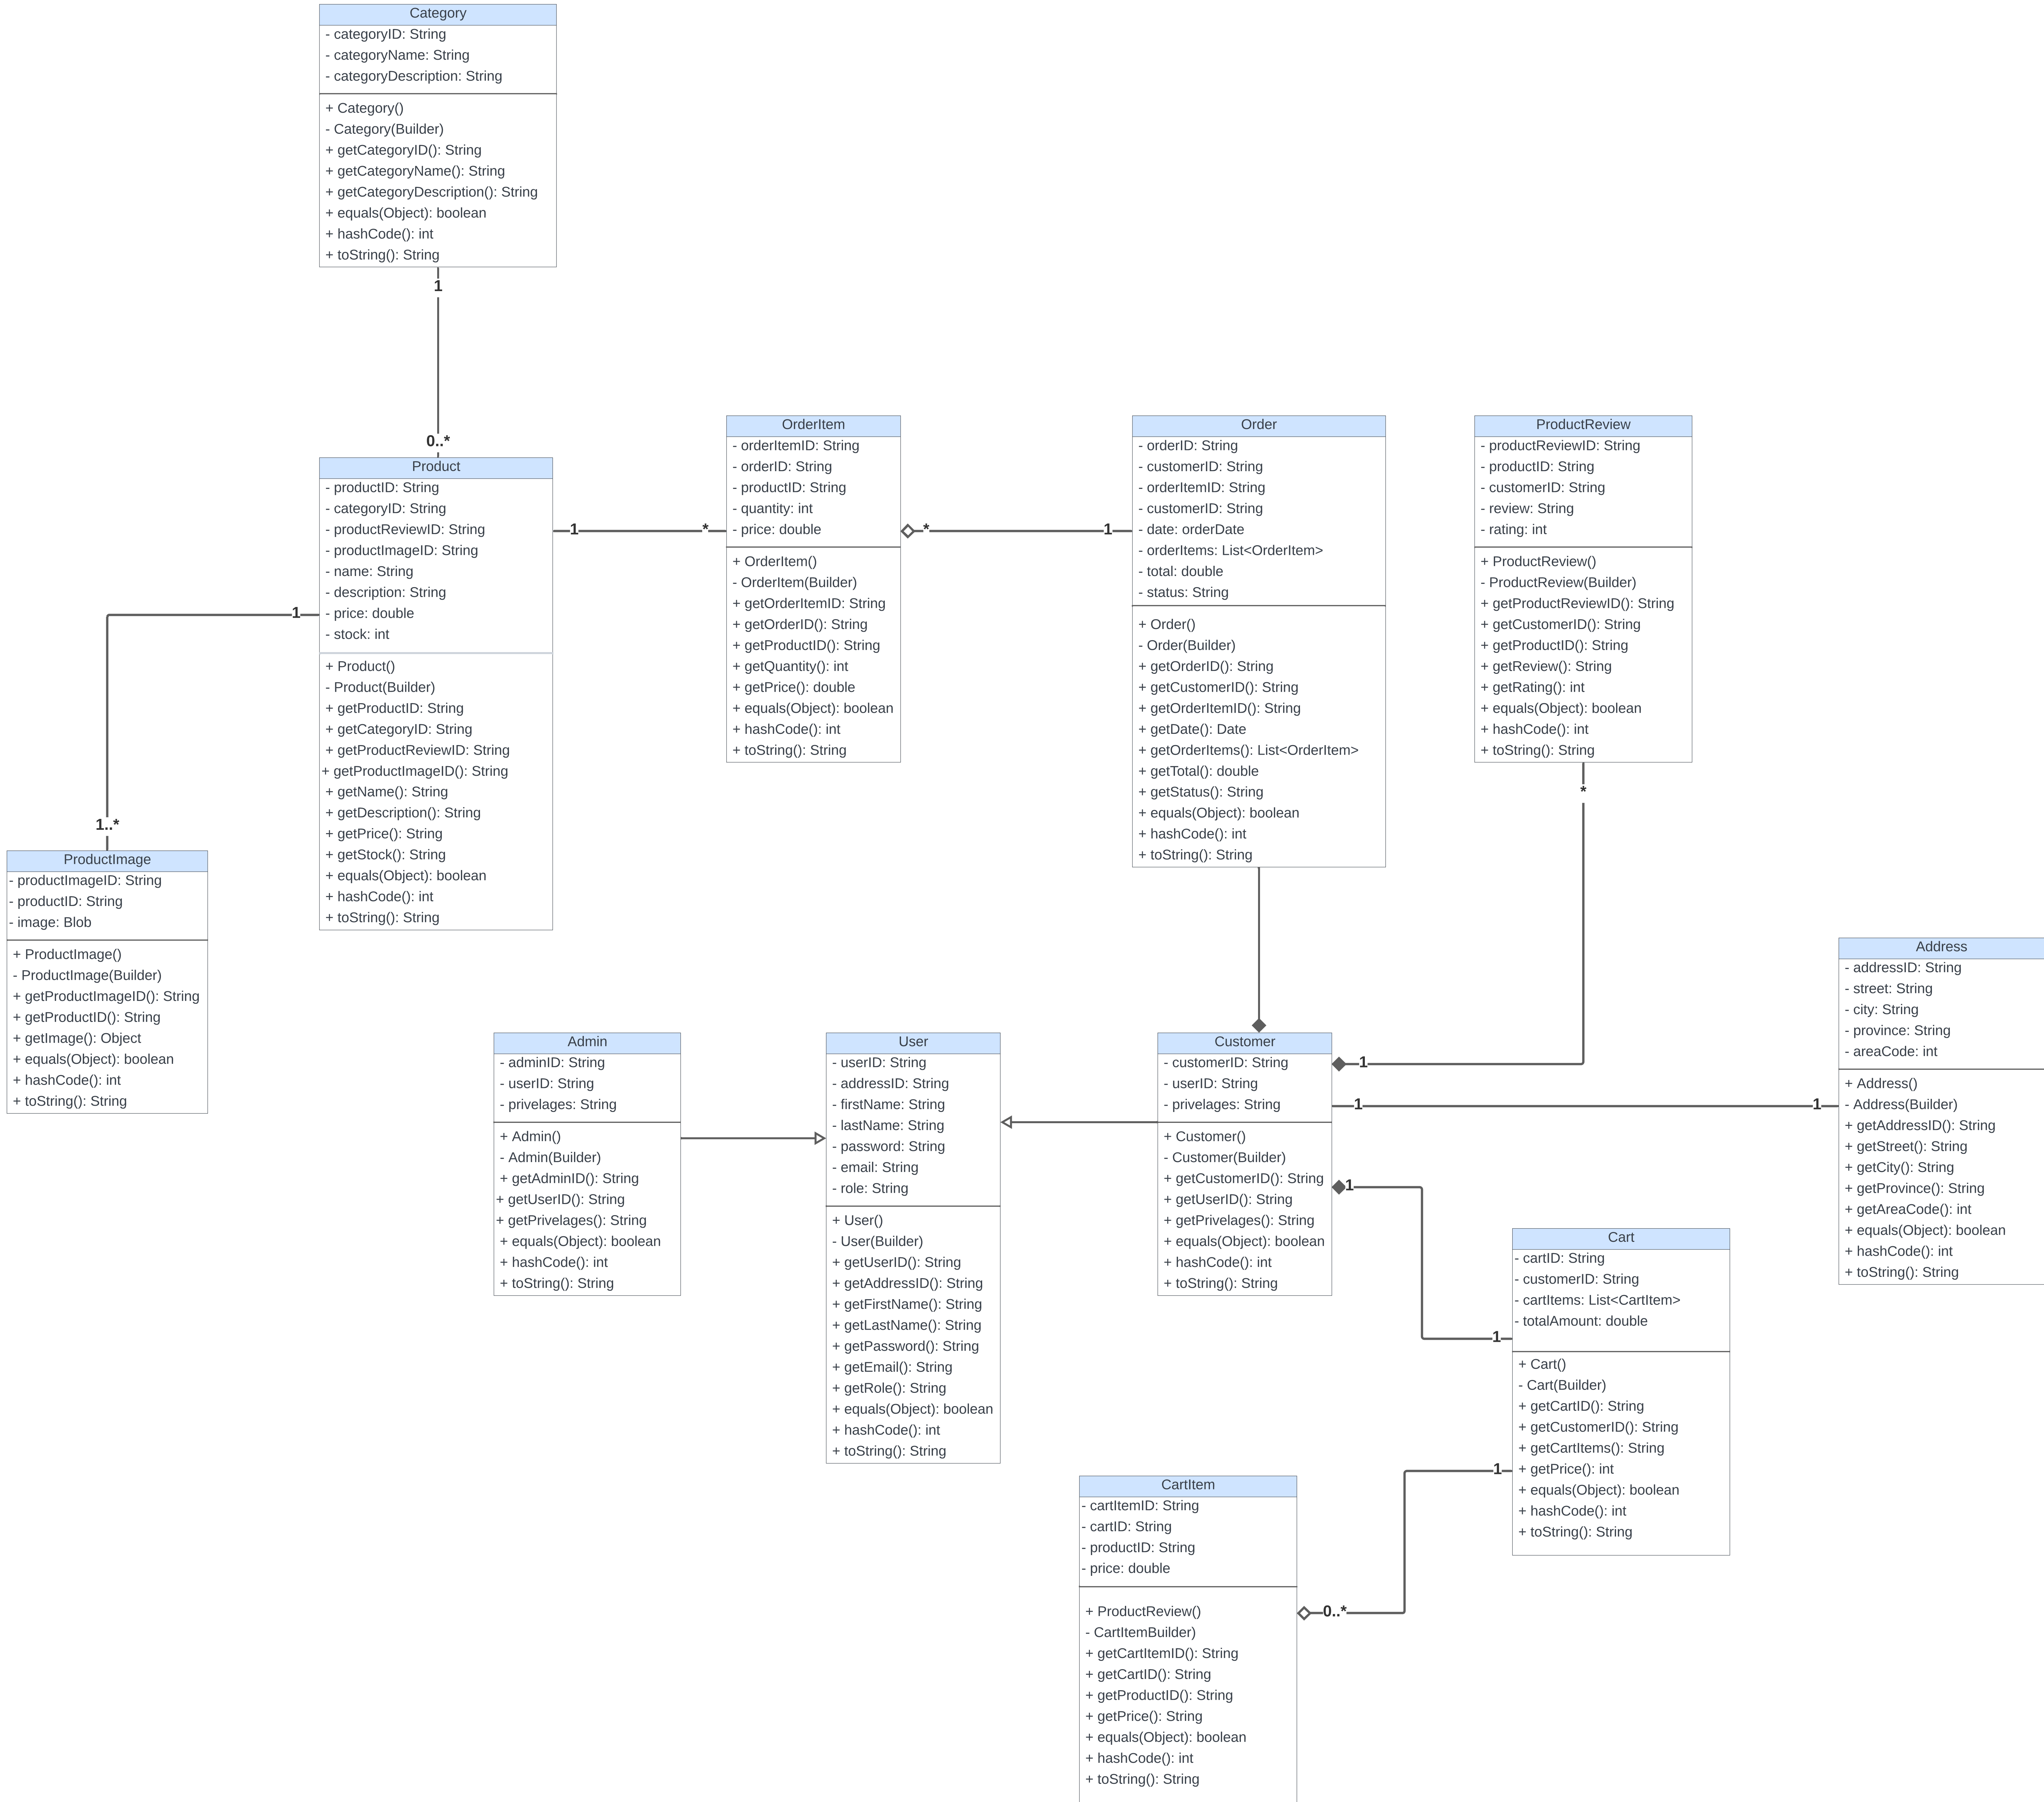 Category
- categoryID: String
- categoryName: String
- categoryDescription: String
+ Category()
- Category(Builder)
+ getCategoryID(): String
+ getCategoryName(): String
+ getCategoryDescription(): String
+ equals(Object): boolean
+ hashCode(): int
+ toString(): String
1
0..*
Product
- productID: String
- categoryID: String
- productReviewID: String
- productImageID: String
- name: String
- description: String
- price: double
- stock: int
+ Product()
- Product(Builder)
+ getProductID: String
+ getCategoryID: String
+ getProductReviewID: String
+ getProductImageID(): String
+ getName(): String
+ getDescription(): String
+ getPrice(): String
+ getStock(): String
+ equals(Object): boolean
+ hashCode(): int
+ toString(): String
1
*
OrderItem
- orderItemID: String
- orderID: String
- productID: String
- quantity: int
- price: double
+ OrderItem()
- OrderItem(Builder)
+ getOrderItemID: String
+ getOrderID(): String
+ getProductID(): String
+ getQuantity(): int
+ getPrice(): double
+ equals(Object): boolean
+ hashCode(): int
+ toString(): String
*
1
Order
- orderID: String
- customerID: String
- orderItemID: String
- customerID: String
- date: orderDate
- orderItems: List<OrderItem>
- total: double
- status: String
+ Order()
- Order(Builder)
+ getOrderID(): String
+ getCustomerID(): String
+ getOrderItemID(): String
+ getDate(): Date
+ getOrderItems(): List<OrderItem>
+ getTotal(): double
+ getStatus(): String
+ equals(Object): boolean
+ hashCode(): int
+ toString(): String
ProductReview
- productReviewID: String
- productID: String
- customerID: String
- review: String
- rating: int
+ ProductReview()
- ProductReview(Builder)
+ getProductReviewID(): String
+ getCustomerID(): String
+ getProductID(): String
+ getReview(): String
+ getRating(): int
+ equals(Object): boolean
+ hashCode(): int
+ toString(): String
*
1
1..*
ProductImage
- productImageID: String
- productID: String
- image: Blob
+ ProductImage()
- ProductImage(Builder)
+ getProductImageID(): String
+ getProductID(): String
+ getImage(): Object
+ equals(Object): boolean
+ hashCode(): int
+ toString(): String
Admin
- adminID: String
- userID: String
- privelages: String
+ Admin()
- Admin(Builder)
+ getAdminID(): String
+ getUserID(): String
+ getPrivelages(): String
+ equals(Object): boolean
+ hashCode(): int
+ toString(): String
User
- userID: String
- addressID: String
- firstName: String
- lastName: String
- password: String
- email: String
- role: String
+ User()
- User(Builder)
+ getUserID(): String
+ getAddressID(): String
+ getFirstName(): String
+ getLastName(): String
+ getPassword(): String
+ getEmail(): String
+ getRole(): String
+ equals(Object): boolean
+ hashCode(): int
+ toString(): String
Customer
- customerID: String
- userID: String
- privelages: String
+ Customer()
- Customer(Builder)
+ getCustomerID(): String
+ getUserID(): String
+ getPrivelages(): String
+ equals(Object): boolean
+ hashCode(): int
+ toString(): String
1
1
1
1
1
Address
- addressID: String
- street: String
- city: String
- province: String
- areaCode: int
+ Address()
- Address(Builder)
+ getAddressID(): String
+ getStreet(): String
+ getCity(): String
+ getProvince(): String
+ getAreaCode(): int
+ equals(Object): boolean
+ hashCode(): int
+ toString(): String
Cart
- cartID: String
- customerID: String
- cartItems: List<CartItem>
- totalAmount: double
+ Cart()
- Cart(Builder)
+ getCartID(): String
+ getCustomerID(): String
+ getCartItems(): String
+ getPrice(): int
+ equals(Object): boolean
+ hashCode(): int
+ toString(): String
1
0..*
CartItem
- cartItemID: String
- cartID: String
- productID: String
- price: double
+ ProductReview()
- CartItemBuilder)
+ getCartItemID(): String
+ getCartID(): String
+ getProductID(): String
+ getPrice(): String
+ equals(Object): boolean
+ hashCode(): int
+ toString(): String